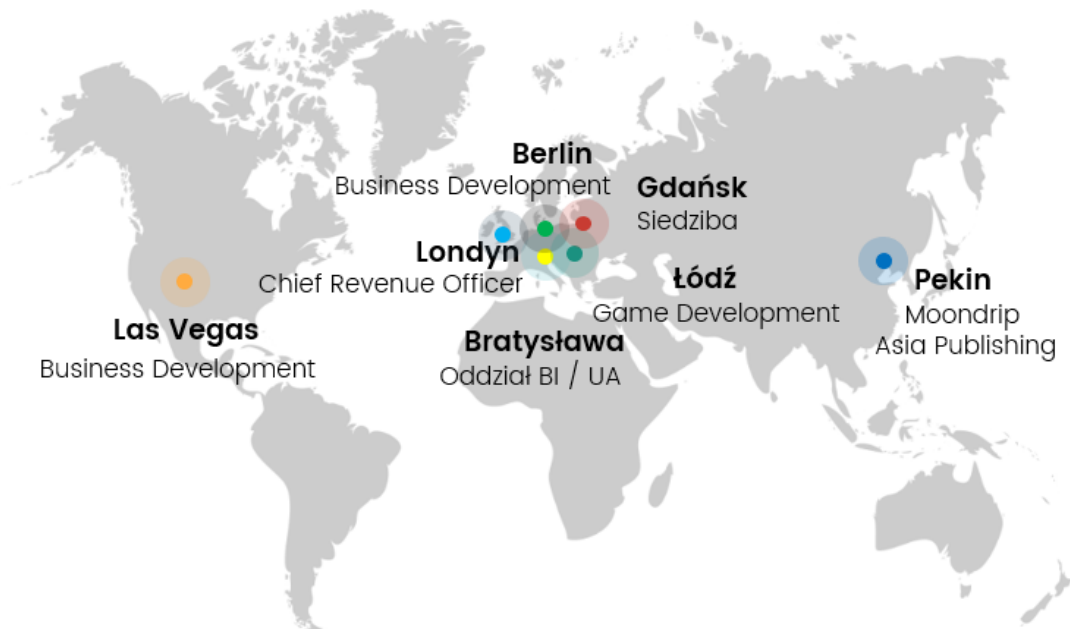 Berlin
Business Development
Gdańsk
Siedziba
Londyn
Chief Revenue Officer
Łódź
Game Development
Pekin
Moondrip
Asia Publishing
Las Vegas
Business Development
Bratysława
Oddział BI / UA